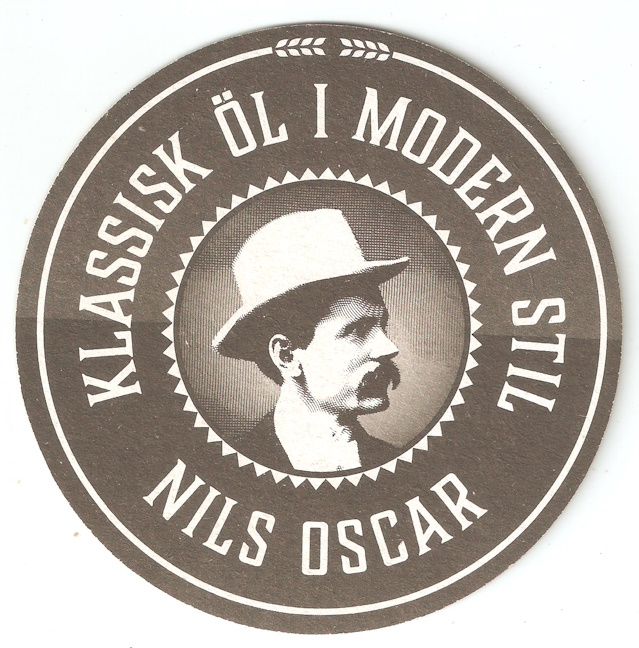 KLASSISK ÖL I MODERN STIL
NILS OSCAR